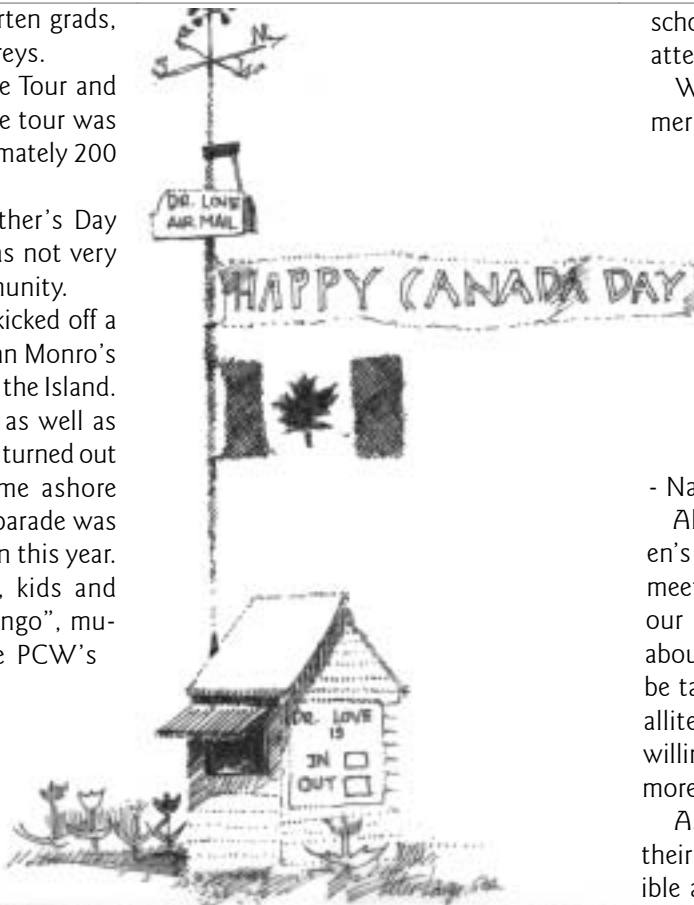 rten grads,
reys.
e Tour and
e tour was
mately 200
ther's Day
as not very
munity.
kicked off a
an Monro's
the Island.
as well as
turned out
me ashore
parade was
n this year.
, kids and
ngo”, mu-
e PCW's
DR. LOVE
AIR MAIL
HAPPY CANADA DAY
DR. LOVE
IS
IN
OUT
scho
atte
W
mer
- Na
Al
en's
meet
our
abou
be ta
allite
willin
more
A
their
ible a